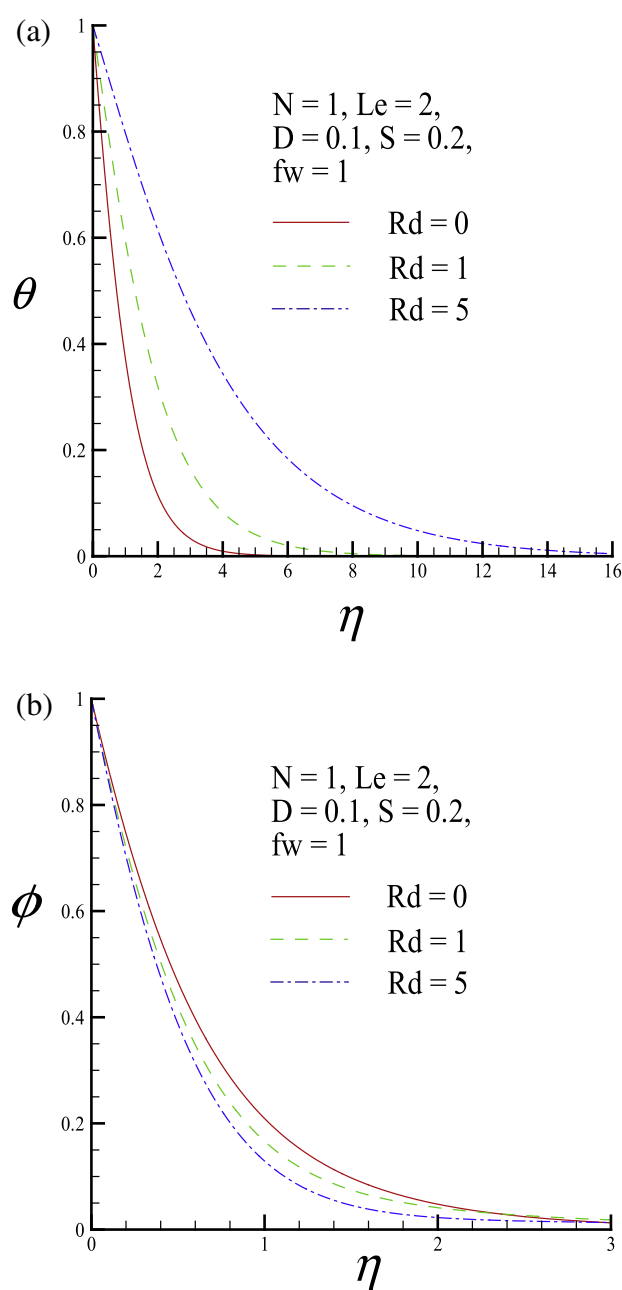 (a)
1
N = 1, Le = 2,
D = 0.1, S = 0.2,
fw = 1
0.8
0.6
Rd = 0
Rd = 1
Rd = 5
θ
0.4
0.2
0
0 2 4 6 8 10 12 14 16
η
(b)
1
N = 1, Le = 2,
D = 0.1, S = 0.2,
fw = 1
0.8
0.6
Rd = 0
Rd = 1
Rd = 5
ϕ
0.4
0.2
0
0 1 2 3
η